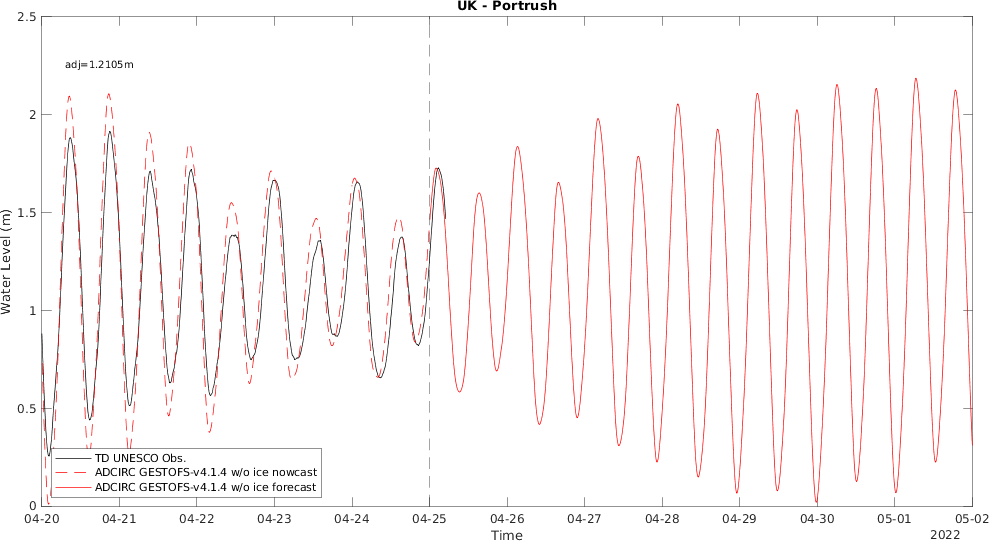 UK - Portrush
2.5
2
1.5
1
0.5
0
Water Level (m)
adj=1.2105m
TD UNESCO Obs.
ADCIRC GESTOFS-v4.1.4 w/o ice nowcast
ADCIRC GESTOFS-v4.1.4 w/o ice forecast
04-20 04-21 04-22 04-23 04-24 04-25 04-26 04-27 04-28 04-29 04-30 05-01 05-02
Time
2022